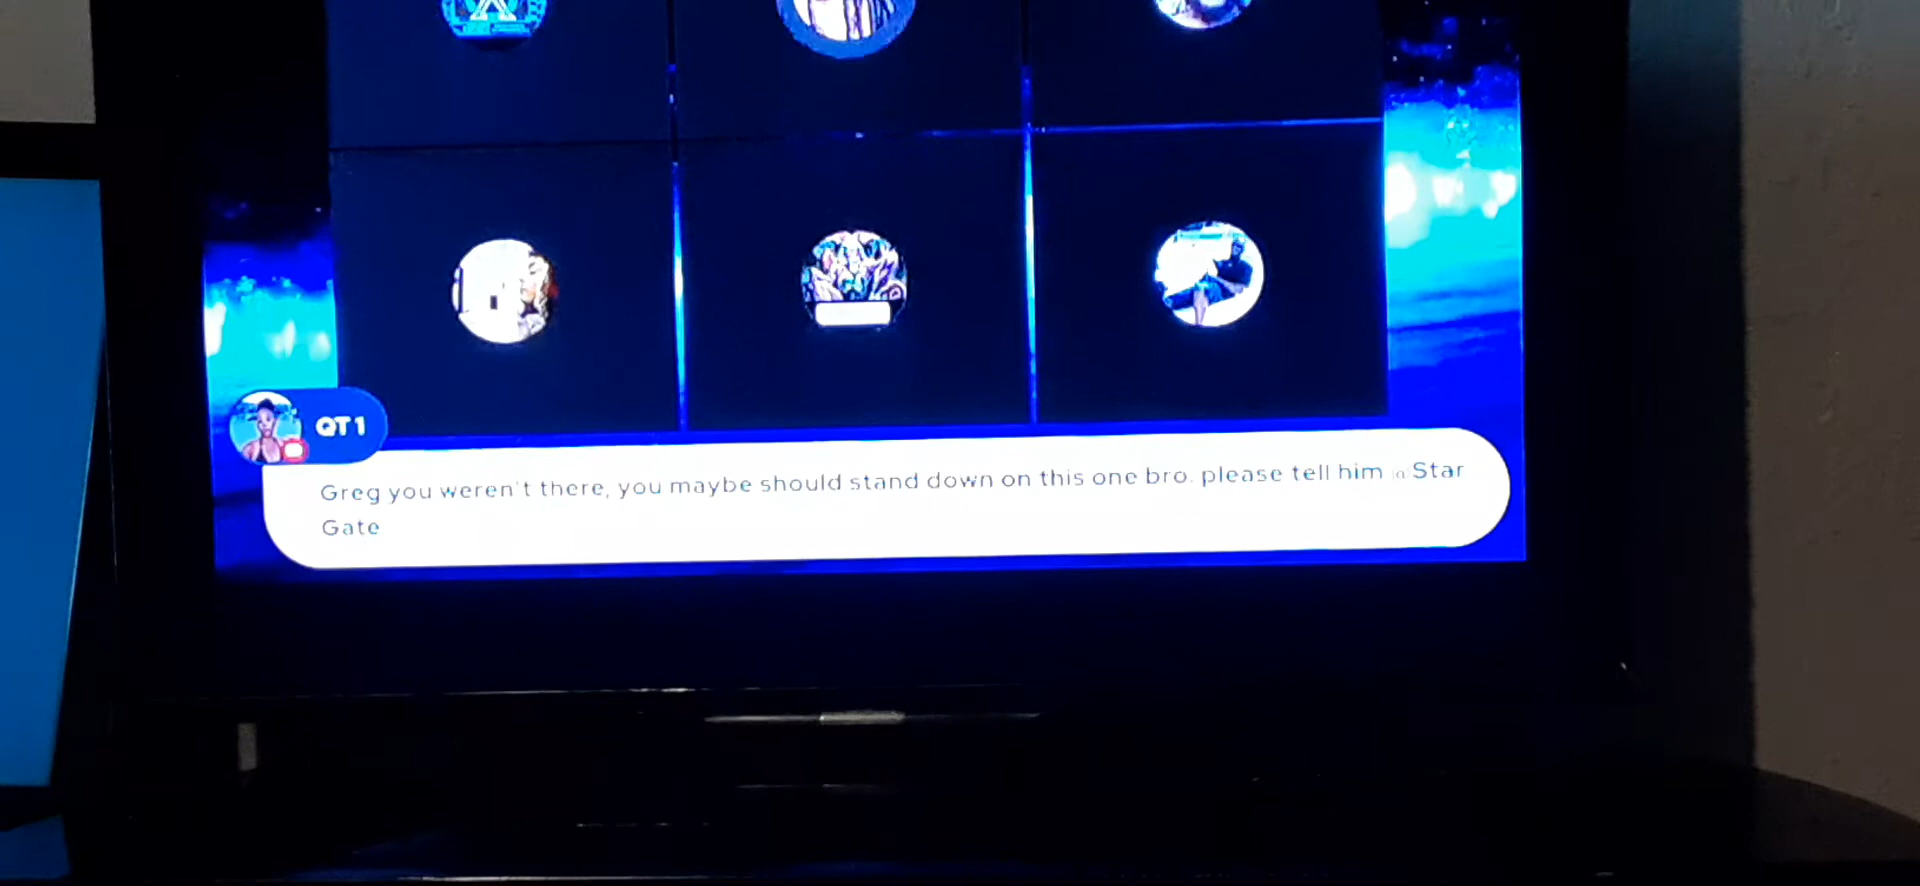 QT1
Greg you weren't there, you maybe should stand down on this one bro. please tell him Star
Gate